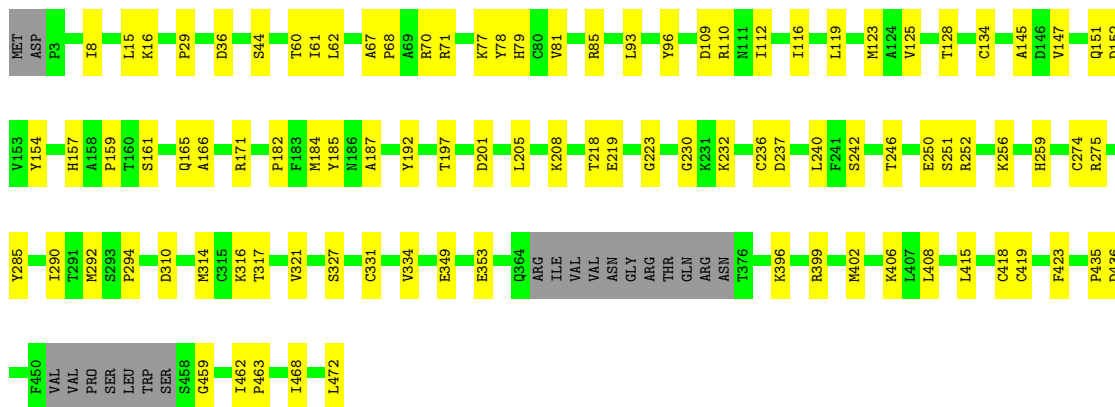 MET ASP P3 I8 L15 K16 P29 D36 S44 T60 I61 L62 A67 P68 A69 R70 R71 K77 Y78 H79 C80 V81 R85 L93 Y96 D109 R110 N111 I112 I116 L119 M123 A124 V125 T128 C134 A145 D146 V147 Q151
V153 Y154 H157 A158 P159 T160 S161 Q165 A166 R171 P182 F183 M184 Y185 N186 A187 Y192 T197 D201 L205 K208 T218 E219 G223 G230 K231 K232 C236 D237 L240 F241 S242 T246 E250 S251 R252 K256 H259 C274 R275
Y285 I290 T291 M292 S293 P294 D310 M314 C315 K316 T317 V321 S327 C331 V334 E349 E353 Q364 ARG ILE VAL VAL ASN GLY ARG THR GLN ARG ASN T376 K396 R399 M402 K406 L407 L408 L415 C418 C419 F423 P435
F450 VAL VAL PRO SER LEU TRP SER S458 G459 I462 P463 I468 L472